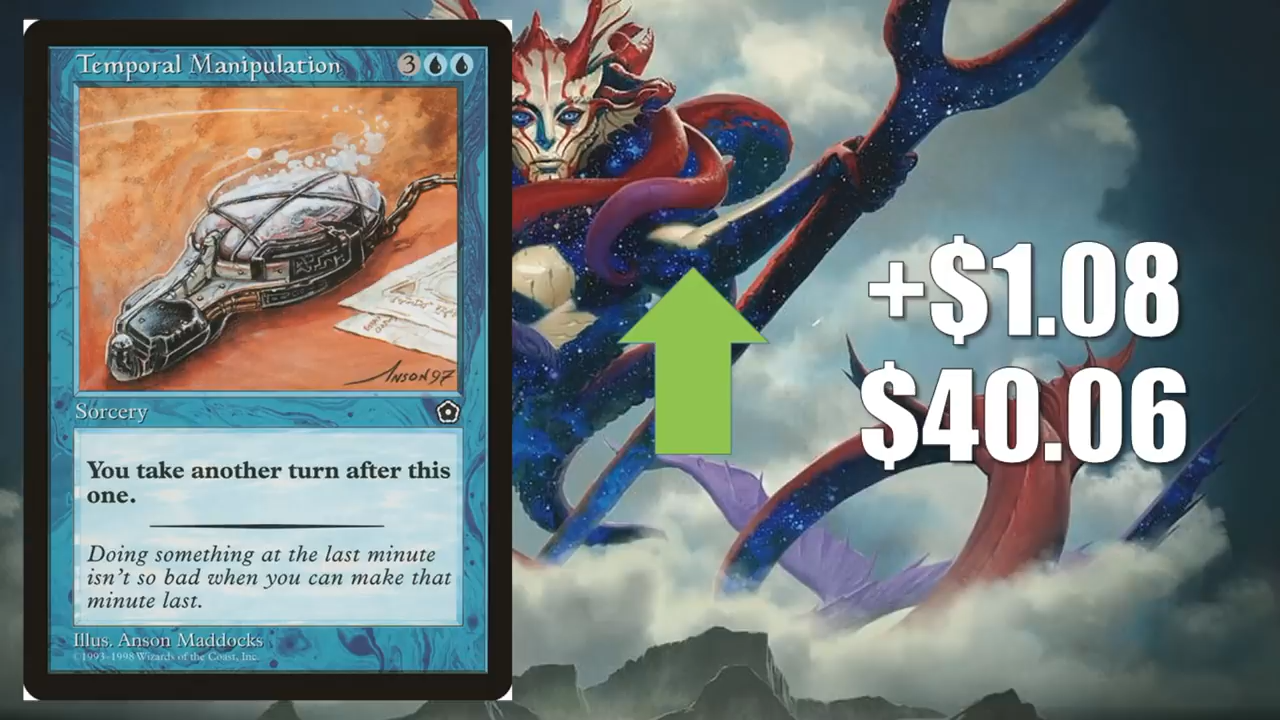 Temporal Manipulation 3
ANSON 97
Sorcery
You take another turn after this
one.
Doing something at the last minute
isn't so bad when you can make that
minute last.
Illus. Anson Maddocks
©1993-1998 Wizards of the Coast, Inc.
+$1.08
$40.06